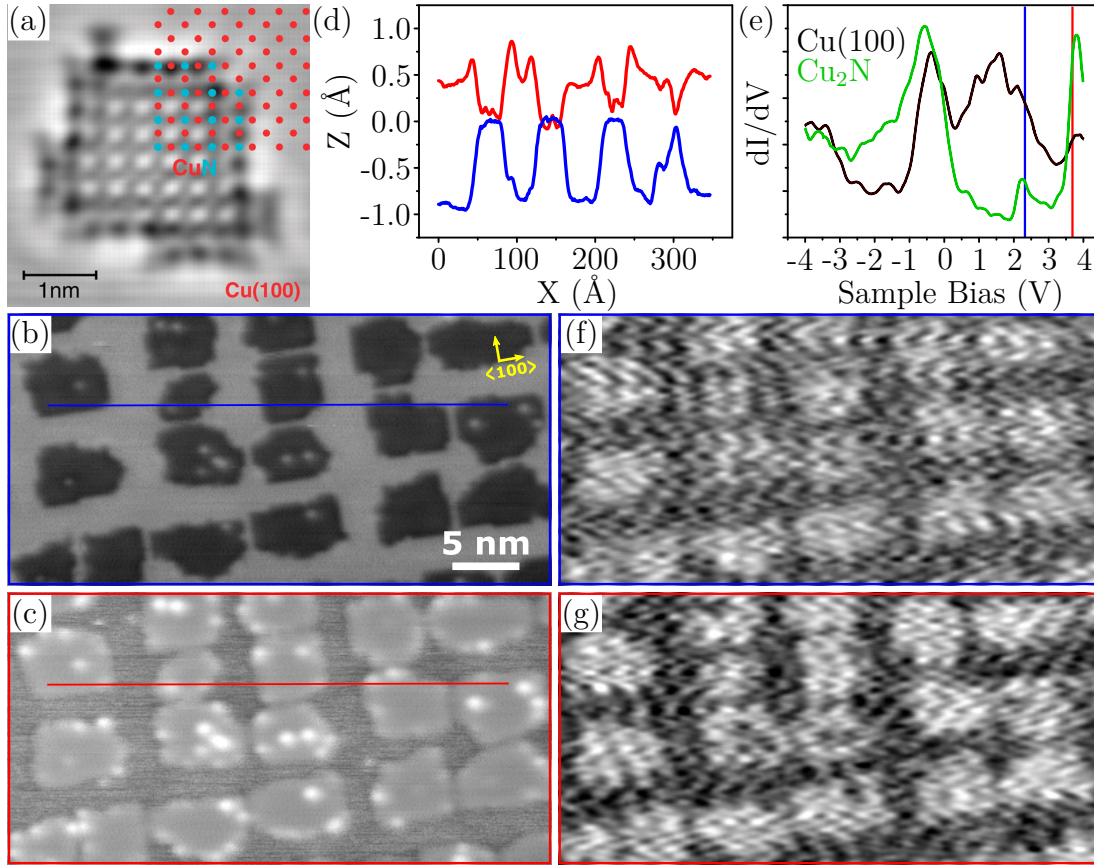 (a)
CuN
1nm
Cu(100)
(d)
1.0
0.5
0.0
-0.5
-1.0
Z (Å)
0 100 200 300
X (Å)
(e)
Cu(100)
Cu₂N
dI/dV
-4 -3 -2 -1 0 1 2 3 4
Sample Bias (V)
(b)
<100>
5 nm
(f)
(c)
(g)